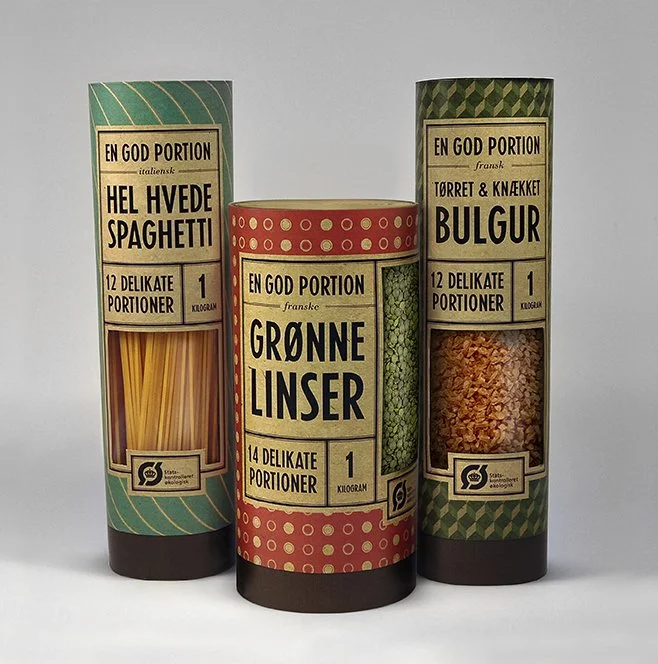 EN GOD PORTION
italiensk
HEL HVEDE
SPAGHETTI
12 DELIKATE
PORTIONER
1
KILOGRAM
Ø
Stats-
kontrolleret
økologisk
EN GOD PORTION
franske
GRØNNE
LINSER
14 DELIKATE
PORTIONER
1
KILOGRAM
Ø
EN GOD PORTION
fransk
TØRRET & KNÆKKET
BULGUR
12 DELIKATE
PORTIONER
1
KILOGRAM
Ø
Stats-
kontrolleret
økologisk